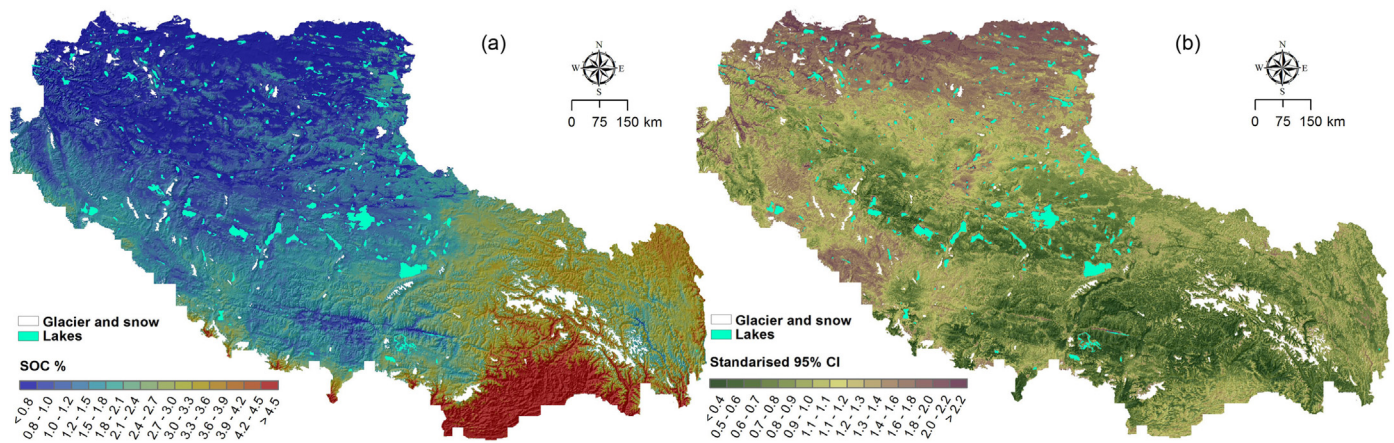 (a)
N
W E
S
0 75 150 km
Glacier and snow
Lakes
SOC %
< 0.8
0.8 - 1.0
1.0 - 1.2
1.2 - 1.5
1.5 - 1.8
1.8 - 2.1
2.1 - 2.4
2.4 - 2.7
2.7 - 3.0
3.0 - 3.3
3.3 - 3.6
3.6 - 3.9
3.9 - 4.2
4.2 - 4.5
> 4.5
(b)
N
W E
S
0 75 150 km
Glacier and snow
Lakes
Standarised 95% CI
< 0.4
0.5 - 0.6
0.6 - 0.7
0.7 - 0.8
0.8 - 0.9
0.9 - 1.0
1.1 - 1.1
1.1 - 1.2
1.2 - 1.3
1.3 - 1.4
1.4 - 1.6
1.6 - 1.8
1.8 - 2.0
2.0 - 2.2
> 2.2